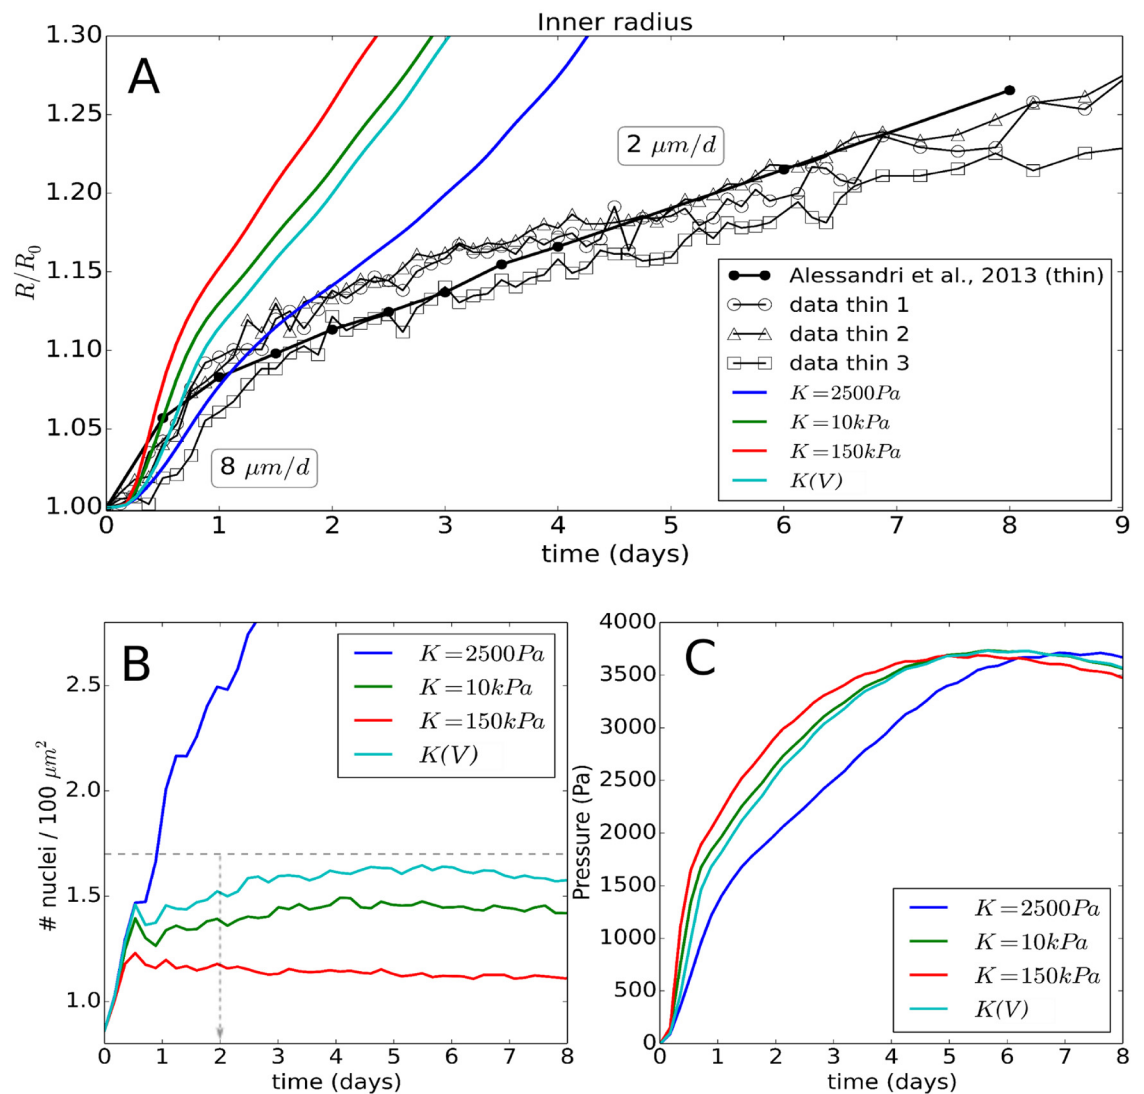 Inner radius
A
1.30
1.25
1.20
1.15
1.10
1.05
1.00
R/R0
2 μm/d
8 μm/d
Alessandri et al., 2013 (thin)
data thin 1
data thin 2
data thin 3
K=2500Pa
K=10kPa
K=150kPa
K(V)
0 1 2 3 4 5 6 7 8 9
time (days)
B
2.5
2.0
1.5
1.0
# nuclei / 100 μm²
K=2500Pa
K=10kPa
K=150kPa
K(V)
0 1 2 3 4 5 6 7 8
time (days)
C
4000
3500
3000
2500
2000
1500
1000
500
0
Pressure (Pa)
K=2500Pa
K=10kPa
K=150kPa
K(V)
0 1 2 3 4 5 6 7 8
time (days)